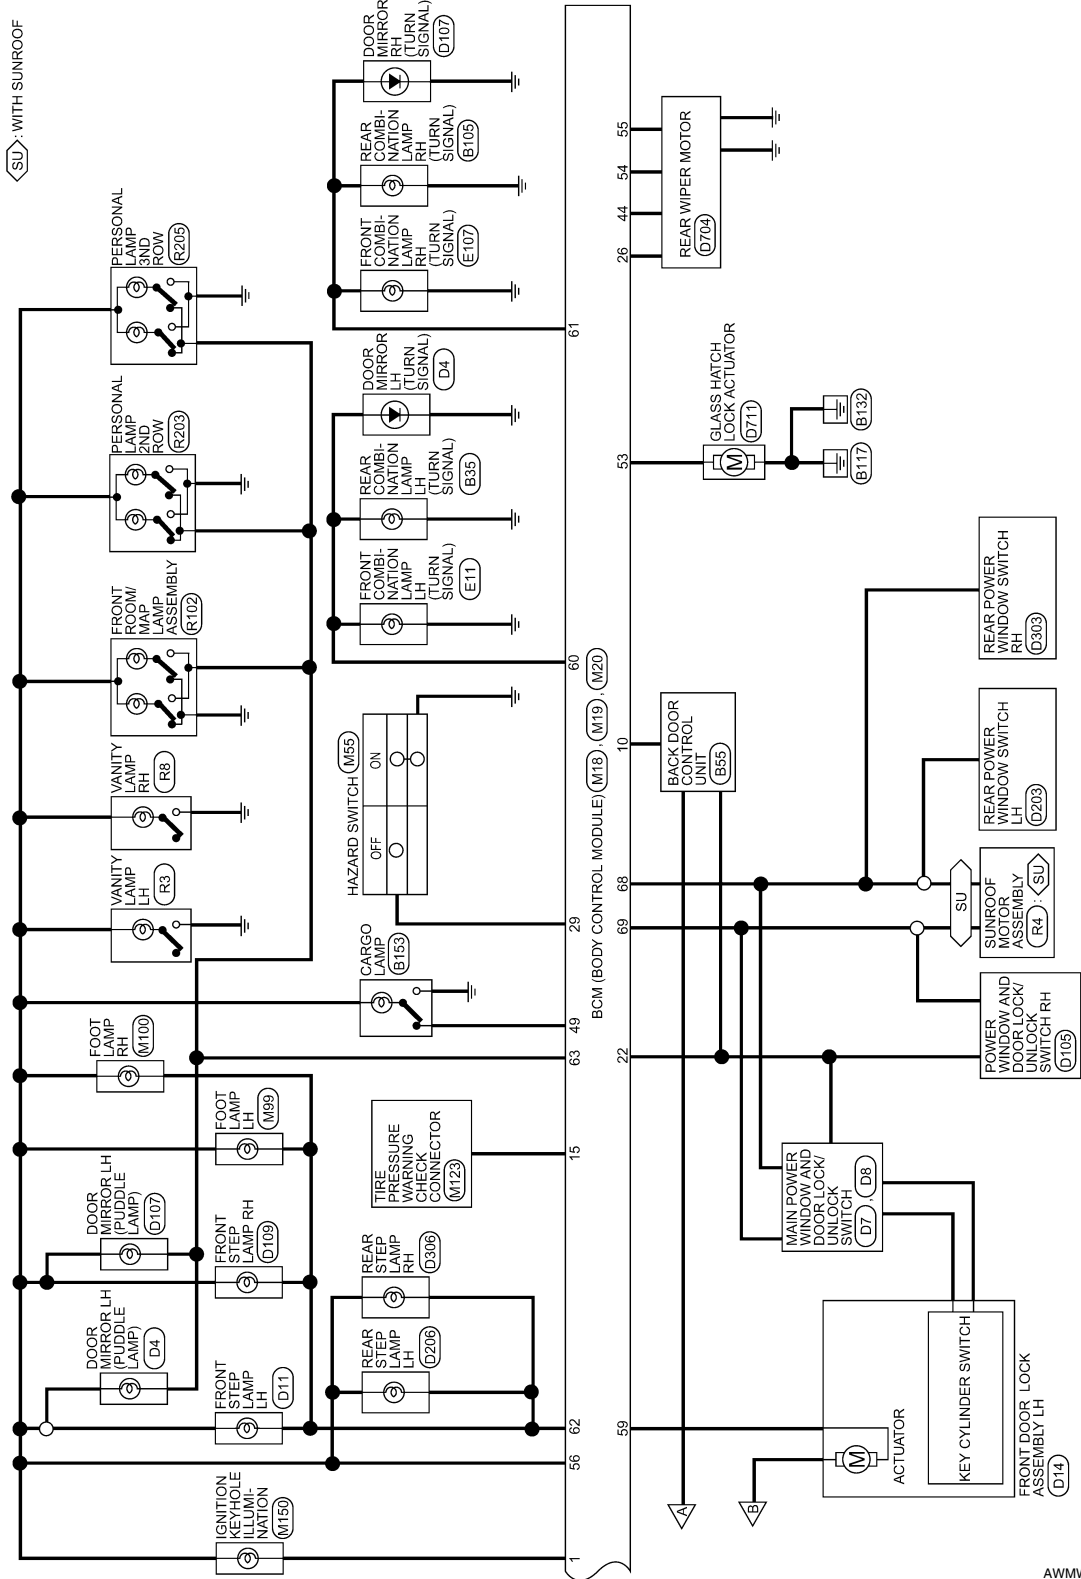 SU : WITH SUNROOF
IGNITION
KEYHOLE
ILLUMI-
NATION
M150
DOOR
MIRROR LH
(PUDDLE
LAMP)
D4
FRONT
STEP
LAMP
LH
D11
DOOR
MIRROR LH
(PUDDLE
LAMP)
D107
FRONT
STEP
LAMP RH
D109
FOOT
LAMP
LH
M99
FOOT
LAMP
RH
M100
VANITY
LAMP
LH
R3
VANITY
LAMP
RH
R8
FRONT
ROOM/
MAP
LAMP
ASSEMBLY
R102
PERSONAL
LAMP
2ND
ROW
R203
PERSONAL
LAMP
3ND
ROW
R205
REAR
STEP
LAMP
LH
D206
REAR
STEP
LAMP
RH
D306
TIRE
PRESSURE
WARNING
CHECK
CONNECTOR
M123
CARGO
LAMP
B153
HAZARD SWITCH M55
OFF ON
FRONT
COMBI-
NATION
LAMP
LH
(TURN
SIGNAL)
E11
REAR
COMBI-
NATION
LAMP
LH
(TURN
SIGNAL)
B35
DOOR
MIRROR
LH
(TURN
SIGNAL)
D4
FRONT
COMBI-
NATION
LAMP
RH
(TURN
SIGNAL)
E107
REAR
COMBI-
NATION
LAMP
RH
(TURN
SIGNAL)
B105
DOOR
MIRROR
RH
(TURN
SIGNAL)
D107
1 56 62 15 63 49 29 60 61
BCM (BODY CONTROL MODULE) M18 , M19 , M20
59 22 69 68 10 53 26 44 54 55
A
B
M
ACTUATOR
KEY CYLINDER SWITCH
FRONT DOOR LOCK
ASSEMBLY LH
D14
MAIN POWER
WINDOW AND
DOOR LOCK/
UNLOCK
SWITCH
D7 , D8
BACK DOOR
CONTROL
UNIT
B55
POWER
WINDOW AND
DOOR LOCK/
UNLOCK
SWITCH RH
D105
SU
SUNROOF
MOTOR
ASSEMBLY
R4 : SU
REAR POWER
WINDOW SWITCH
LH
D203
REAR POWER
WINDOW SWITCH
RH
D303
GLASS HATCH
LOCK ACTUATOR
D711
M
B117
B132
REAR WIPER MOTOR
D704